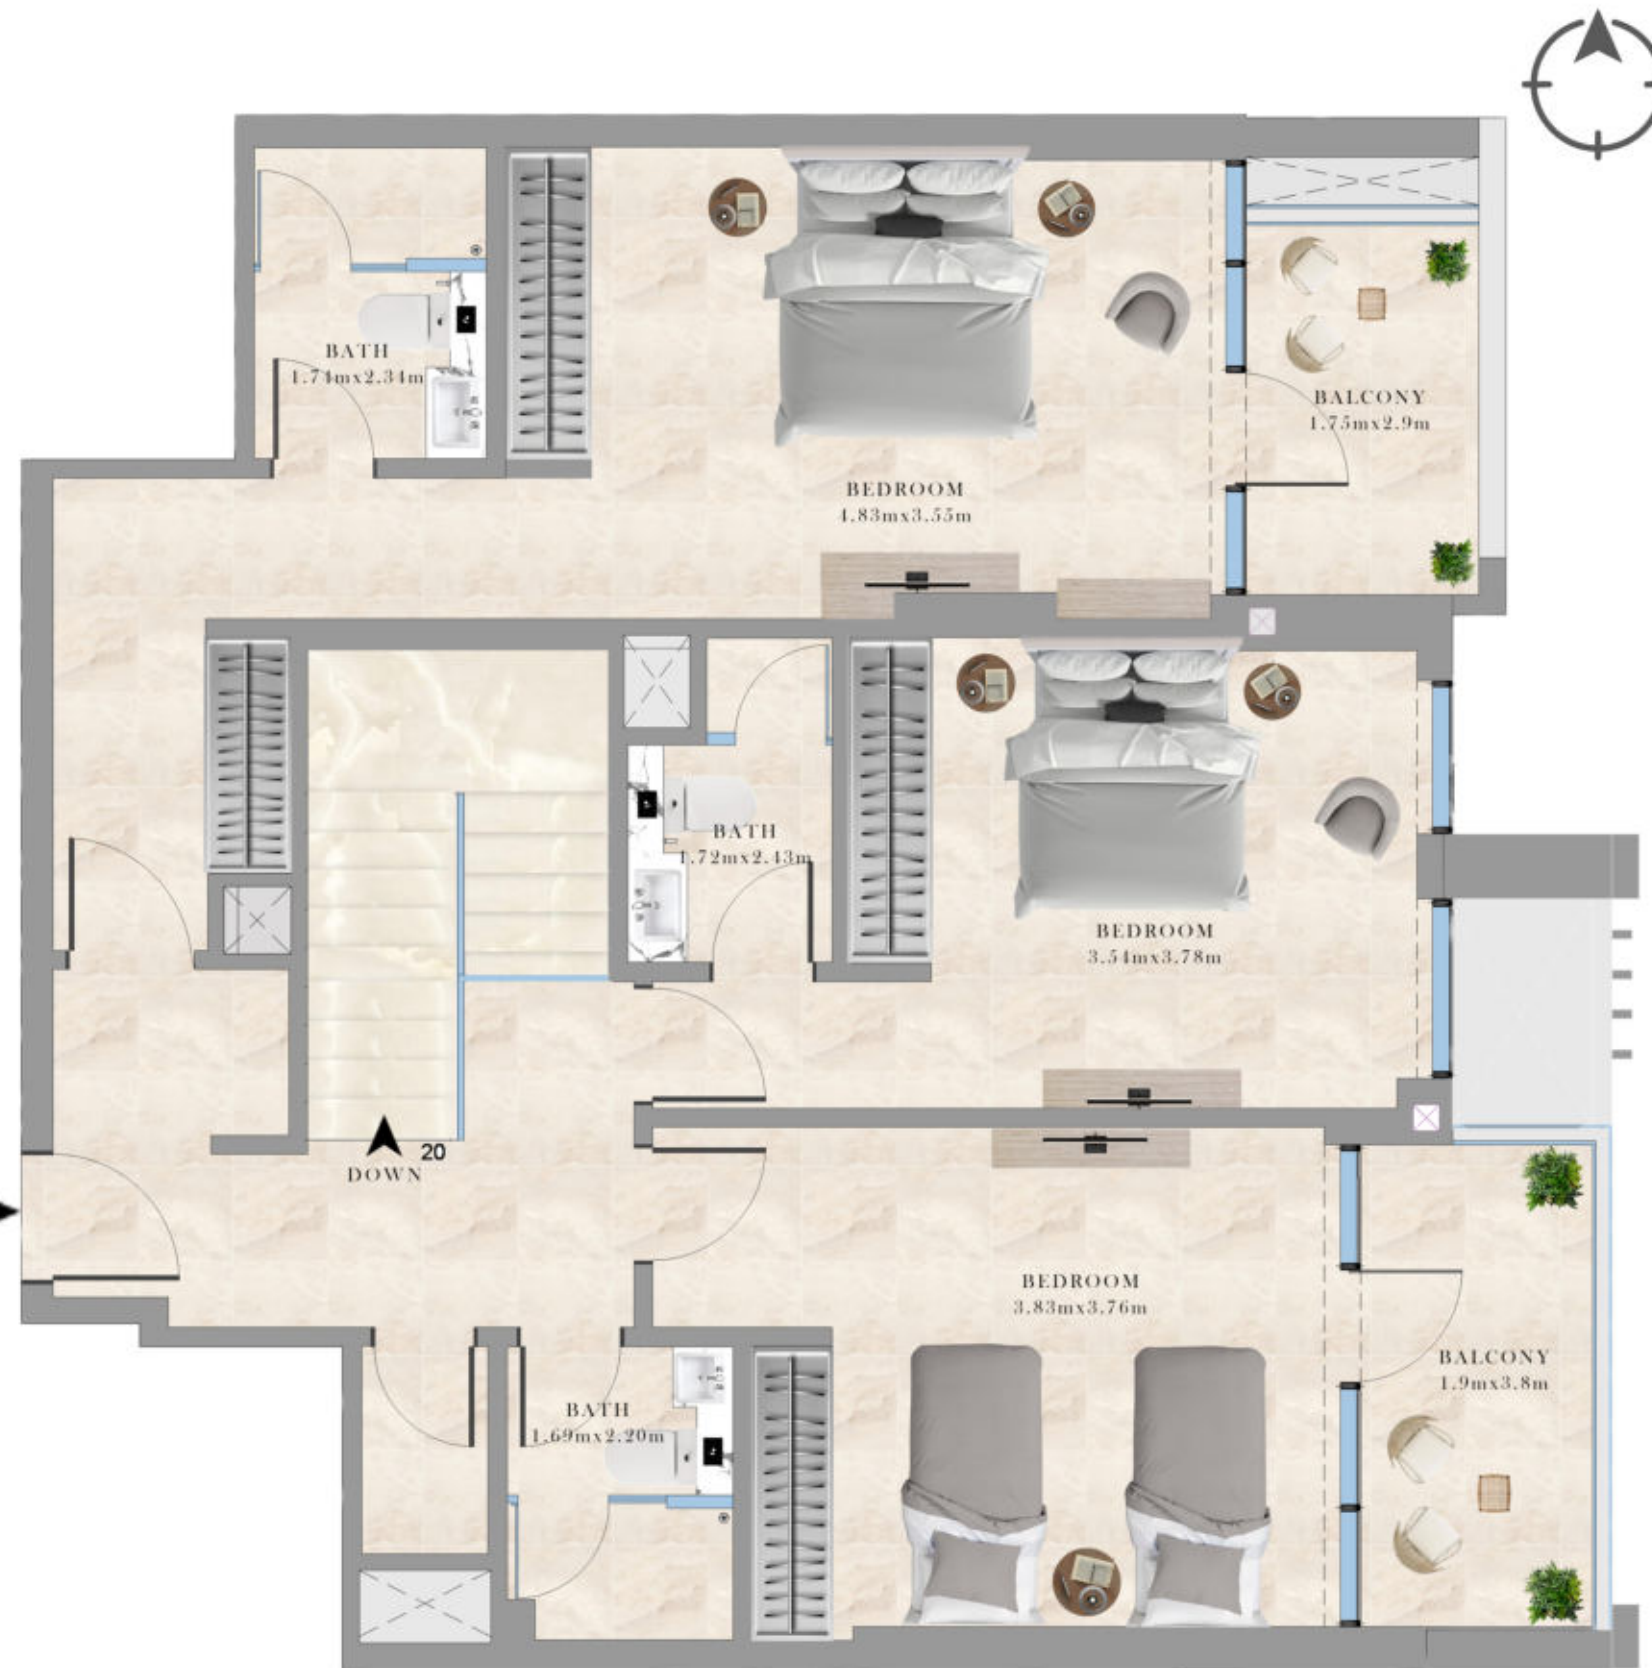 BATH
1.74mx2.34m
BALCONY
1.75mx2.9m
BEDROOM
4.83mx3.55m
BATH
1.72mx2.43m
BEDROOM
3.54mx3.78m
20
DOWN
BEDROOM
3.83mx3.76m
BALCONY
1.9mx3.8m
BATH
1.69mx2.20m